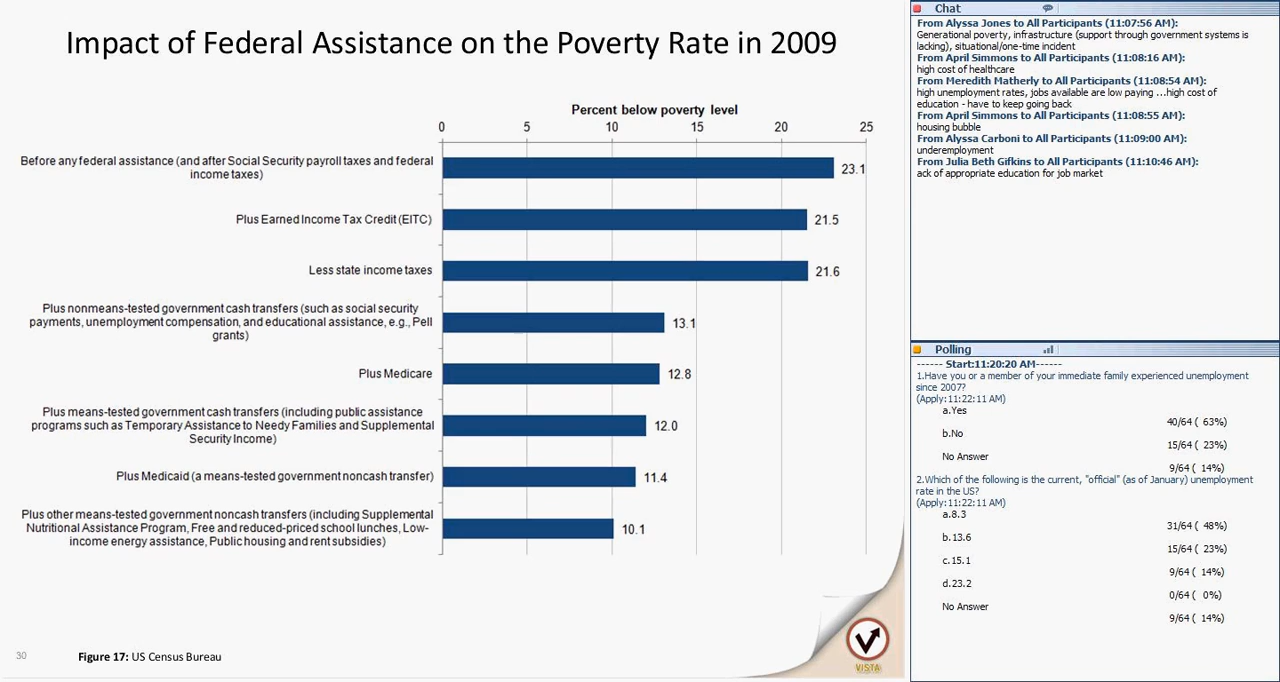 Impact of Federal Assistance on the Poverty Rate in 2009
Percent below poverty level
0 5 10 15 20 25
Before any federal assistance (and after Social Security payroll taxes and federal
income taxes)
23.1
Plus Earned Income Tax Credit (EITC)
21.5
Less state income taxes
21.6
Plus nonmeans-tested government cash transfers (such as social security
payments, unemployment compensation, and educational assistance, e.g., Pell
grants)
13.1
Plus Medicare
12.8
Plus means-tested government cash transfers (including public assistance
programs such as Temporary Assistance to Needy Families and Supplemental
Security Income)
12.0
Plus Medicaid (a means-tested government noncash transfer)
11.4
Plus other means-tested government noncash transfers (including Supplemental
Nutritional Assistance Program, Free and reduced-priced school lunches, Low-
income energy assistance, Public housing and rent subsidies)
10.1
30
Figure 17: US Census Bureau
VISTA
Chat
From Alyssa Jones to All Participants (11:07:56 AM):
Generational poverty, infrastructure (support through government systems is
lacking), situational/one-time incident
From April Simmons to All Participants (11:08:16 AM):
high cost of healthcare
From Meredith Matherly to All Participants (11:08:54 AM):
high unemployment rates, jobs available are low paying ...high cost of
education - have to keep going back
From April Simmons to All Participants (11:08:55 AM):
housing bubble
From Alyssa Carboni to All Participants (11:09:00 AM):
underemployment
From Julia Beth Gifkins to All Participants (11:10:46 AM):
ack of appropriate education for job market
Polling
------ Start:11:20:20 AM------
1.Have you or a member of your immediate family experienced unemployment
since 2007?
(Apply:11:22:11 AM)
a.Yes
40/64 ( 63%)
b.No
15/64 ( 23%)
No Answer
9/64 ( 14%)
2.Which of the following is the current, "official" (as of January) unemployment
rate in the US?
(Apply:11:22:11 AM)
a.8.3
31/64 ( 48%)
b.13.6
15/64 ( 23%)
c.15.1
9/64 ( 14%)
d.23.2
0/64 ( 0%)
No Answer
9/64 ( 14%)